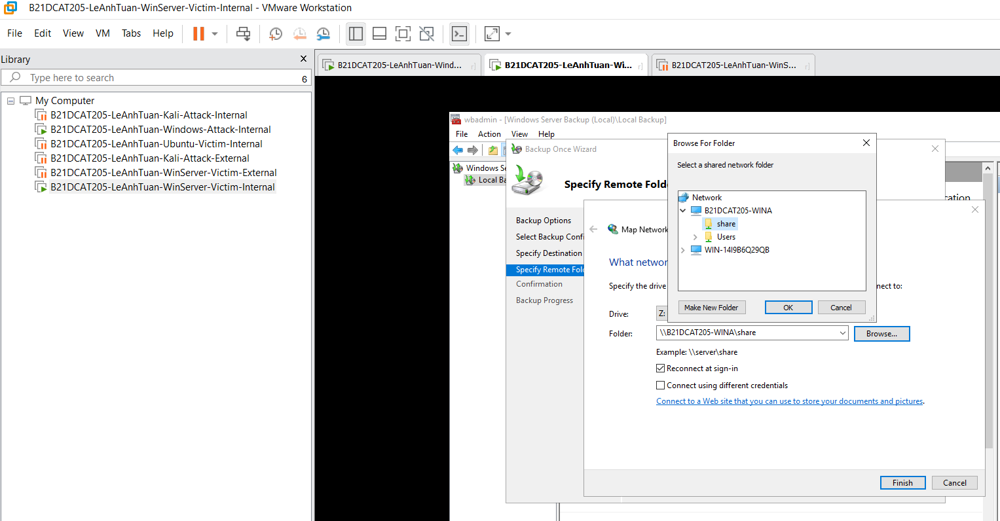 B21DCAT205-LeAnhTuan-WinServer-Victim-Internal - VMware Workstation
File Edit View VM Tabs Help
Library
Type here to search 6
My Computer
B21DCAT205-LeAnhTuan-Kali-Attack-Internal
B21DCAT205-LeAnhTuan-Windows-Attack-Internal
B21DCAT205-LeAnhTuan-Ubuntu-Victim-Internal
B21DCAT205-LeAnhTuan-Kali-Attack-External
B21DCAT205-LeAnhTuan-WinServer-Victim-External
B21DCAT205-LeAnhTuan-WinServer-Victim-Internal
B21DCAT205-LeAnhTuan-Wind... B21DCAT205-LeAnhTuan-Wi... B21DCAT205-LeAnhTuan-WinS...
wbadmin - [Windows Server Backup (Local)\Local Backup]
File Action View Help
Windows Se
Local Ba
Backup Once Wizard
Specify Remote Folde
Backup Options
Select Backup Confi
Specify Destination
Specify Remote Fol
Confirmation
Backup Progress
cation
Map Network
What networ
Specify the drive nnect to:
Drive: Z:
Folder: \\B21DCAT205-WINA\share Browse...
Example: \\server\share
Reconnect at sign-in
Connect using different credentials
Connect to a Web site that you can use to store your documents and pictures.
Finish Cancel
Browse For Folder
Select a shared network folder
Network
B21DCAT205-WINA
share
Users
WIN-14I9B6Q29QB
Make New Folder OK Cancel